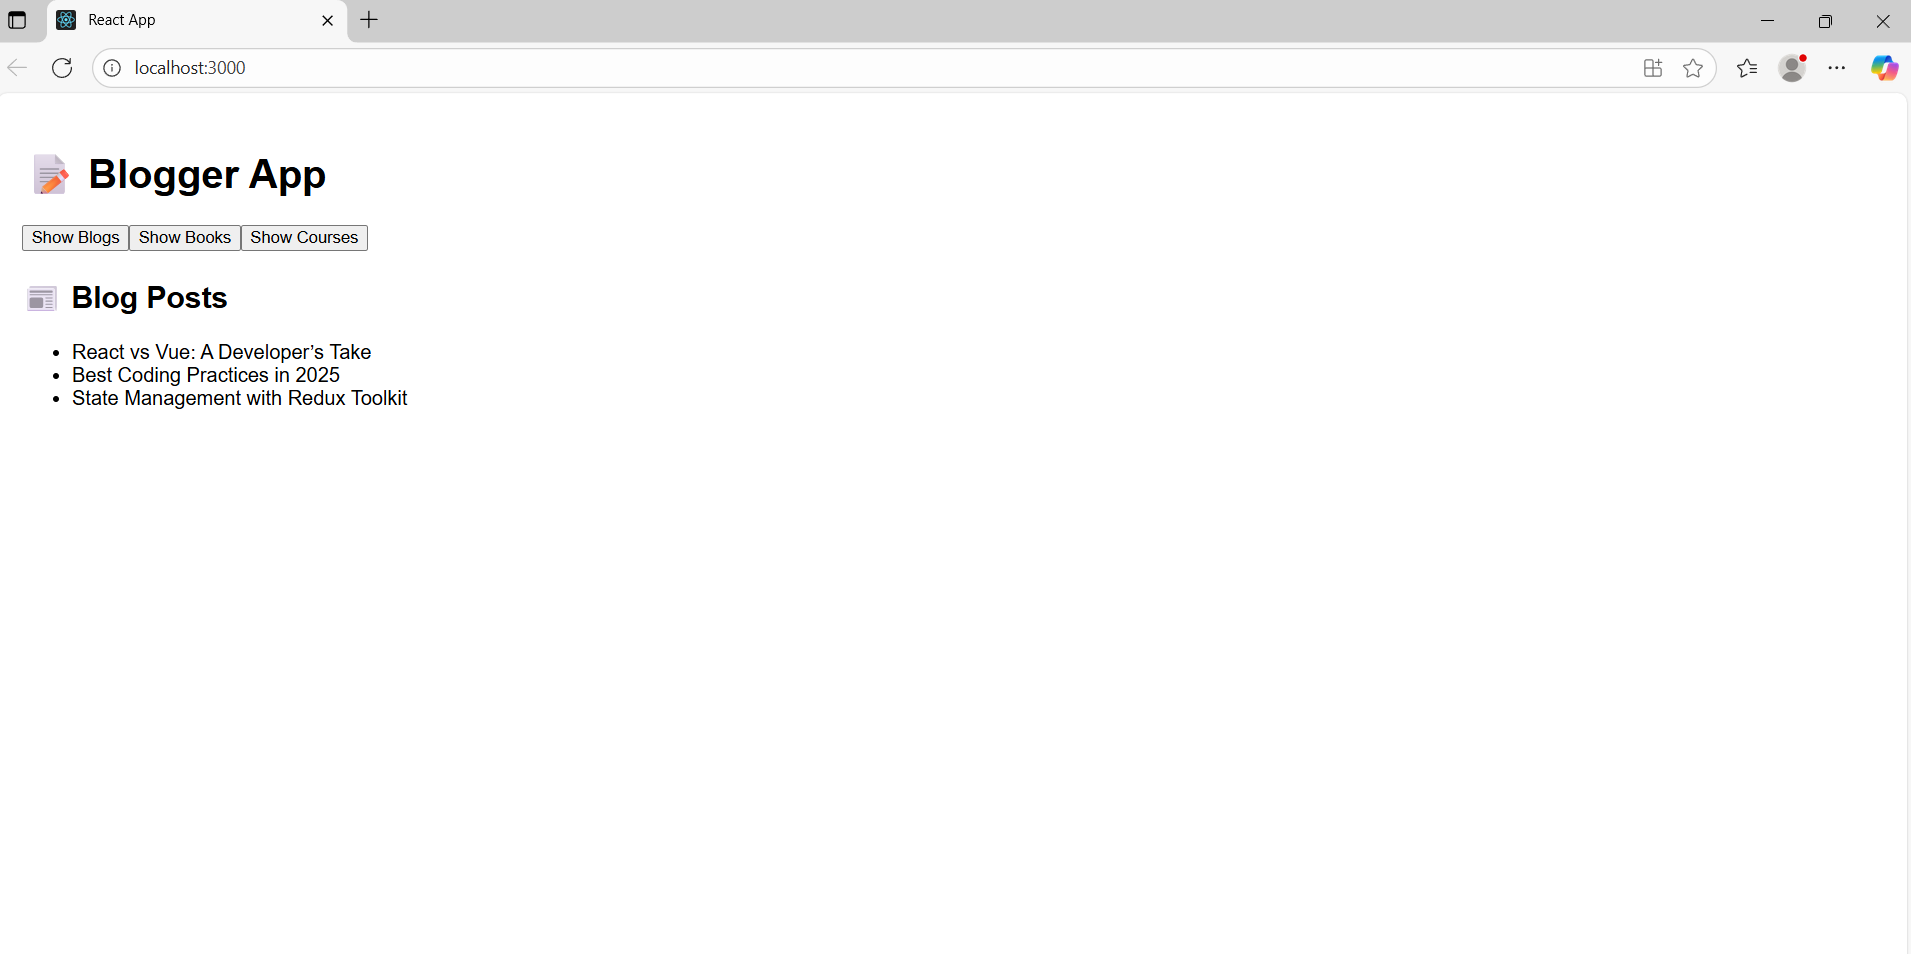 React App
localhost:3000
📝 Blogger App
Show Blogs Show Books Show Courses
📰 Blog Posts
• React vs Vue: A Developer’s Take
• Best Coding Practices in 2025
• State Management with Redux Toolkit